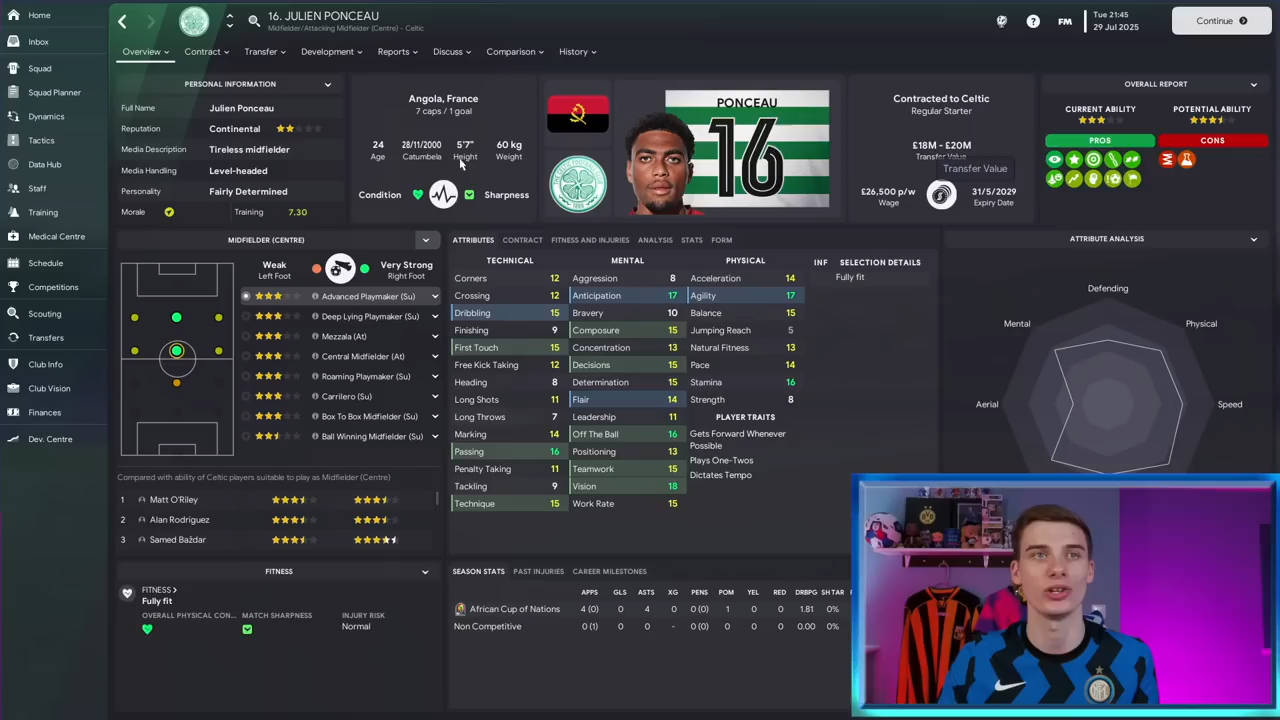 Home
Inbox
Squad
Squad Planner
Dynamics
Tactics
Data Hub
Staff
Training
Medical Centre
Schedule
Competitions
Scouting
Transfers
Club Info
Club Vision
Finances
Dev. Centre
16. JULIEN PONCEAU
Midfielder/Attacking Midfielder (Centre) - Celtic
FM
Tue 21:45
29 Jul 2025
Continue
Overview Contract Transfer Development Reports Discuss Comparison History
PERSONAL INFORMATION
Full Name Julien Ponceau
Reputation Continental
Media Description Tireless midfielder
Media Handling Level-headed
Personality Fairly Determined
Morale Training 7.30
Angola, France
7 caps / 1 goal
24 28/11/2000 5'7" 60 kg
Age Catumbela Height Weight
Condition Sharpness
PONCEAU
16
Contracted to Celtic
Regular Starter
£18M - £20M
Transfer Value
Transfer Value
£26,500 p/w 31/5/2029
Wage Expiry Date
OVERALL REPORT
CURRENT ABILITY POTENTIAL ABILITY
PROS CONS
MIDFIELDER (CENTRE)
Weak Very Strong
Left Foot Right Foot
Advanced Playmaker (Su)
Deep Lying Playmaker (Su)
Mezzala (At)
Central Midfielder (At)
Roaming Playmaker (Su)
Carrilero (Su)
Box To Box Midfielder (Su)
Ball Winning Midfielder (Su)
Compared with ability of Celtic players suitable to play as Midfielder (Centre)
1 Matt O'Riley
2 Alan Rodríguez
3 Samed Baždar
FITNESS
FITNESS
Fully fit
OVERALL PHYSICAL CON... MATCH SHARPNESS INJURY RISK
Normal
ATTRIBUTES CONTRACT FITNESS AND INJURIES ANALYSIS STATS FORM
TECHNICAL MENTAL PHYSICAL INF SELECTION DETAILS
Corners 12 Aggression 8 Acceleration 14 Fully fit
Crossing 12 Anticipation 17 Agility 17
Dribbling 15 Bravery 10 Balance 15
Finishing 9 Composure 15 Jumping Reach 5
First Touch 15 Concentration 13 Natural Fitness 13
Free Kick Taking 12 Decisions 15 Pace 14
Heading 8 Determination 15 Stamina 16
Long Shots 11 Flair 14 Strength 8
Long Throws 7 Leadership 11 PLAYER TRAITS
Marking 14 Off The Ball 16 Gets Forward Whenever
Passing 16 Positioning 13 Possible
Penalty Taking 11 Teamwork 15 Plays One-Twos
Tackling 9 Vision 18 Dictates Tempo
Technique 15 Work Rate 15
SEASON STATS PAST INJURIES CAREER MILESTONES
APPS GLS ASTS XG PENS POM YEL RED DRBPG SH TAR
African Cup of Nations 4 (0) 0 4 0 0 (0) 1 0 0 1.81 0%
Non Competitive 0 (1) 0 0 - 0 (0) 0 0 0 0.00 0%
ATTRIBUTE ANALYSIS
Defending
Mental Physical
Aerial Speed